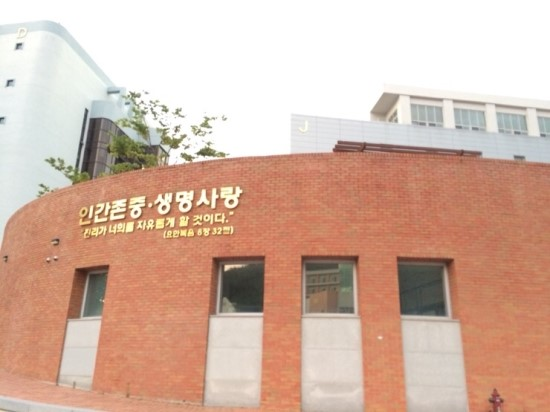 D
J
인간존중·생명사랑
"진리가 너희를 자유롭게 할 것이다."
(요한복음 8장 32절)